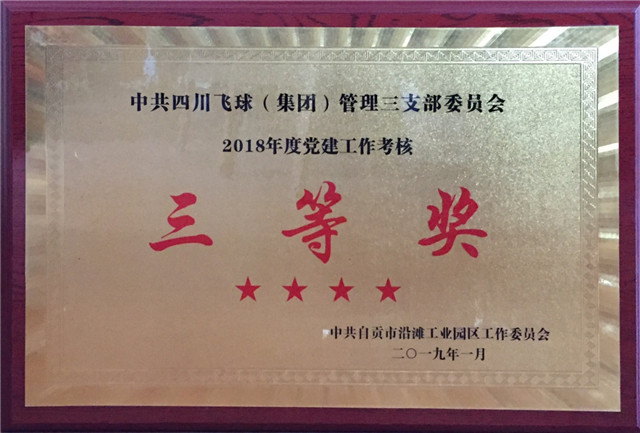 中共四川飞球（集团）管理三支部委员会
2018年度党建工作考核
三等奖
★★★★
中共自贡市沿滩工业园区工作委员会
二〇一九年一月